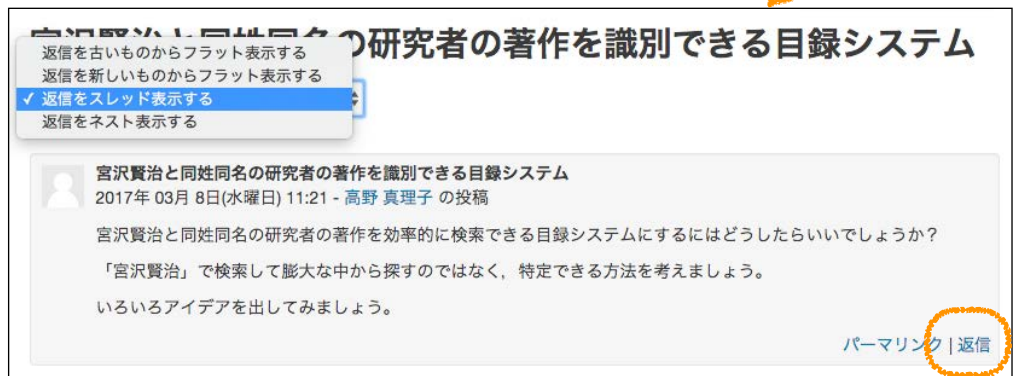 の研究者の著作を識別できる目録システム
返信を古いものからフラット表示する
返信を新しいものからフラット表示する
✓ 返信をスレッド表示する
返信をネスト表示する
宮沢賢治と同姓同名の研究者の著作を識別できる目録システム
2017年 03月 8日(水曜日) 11:21 - 高野 真理子 の投稿
宮沢賢治と同姓同名の研究者の著作を効率的に検索できる目録システムにするにはどうしたらいいでしょうか？
「宮沢賢治」で検索して膨大な中から探すのではなく，特定できる方法を考えましょう。
いろいろアイデアを出してみましょう。
パーマリンク | 返信